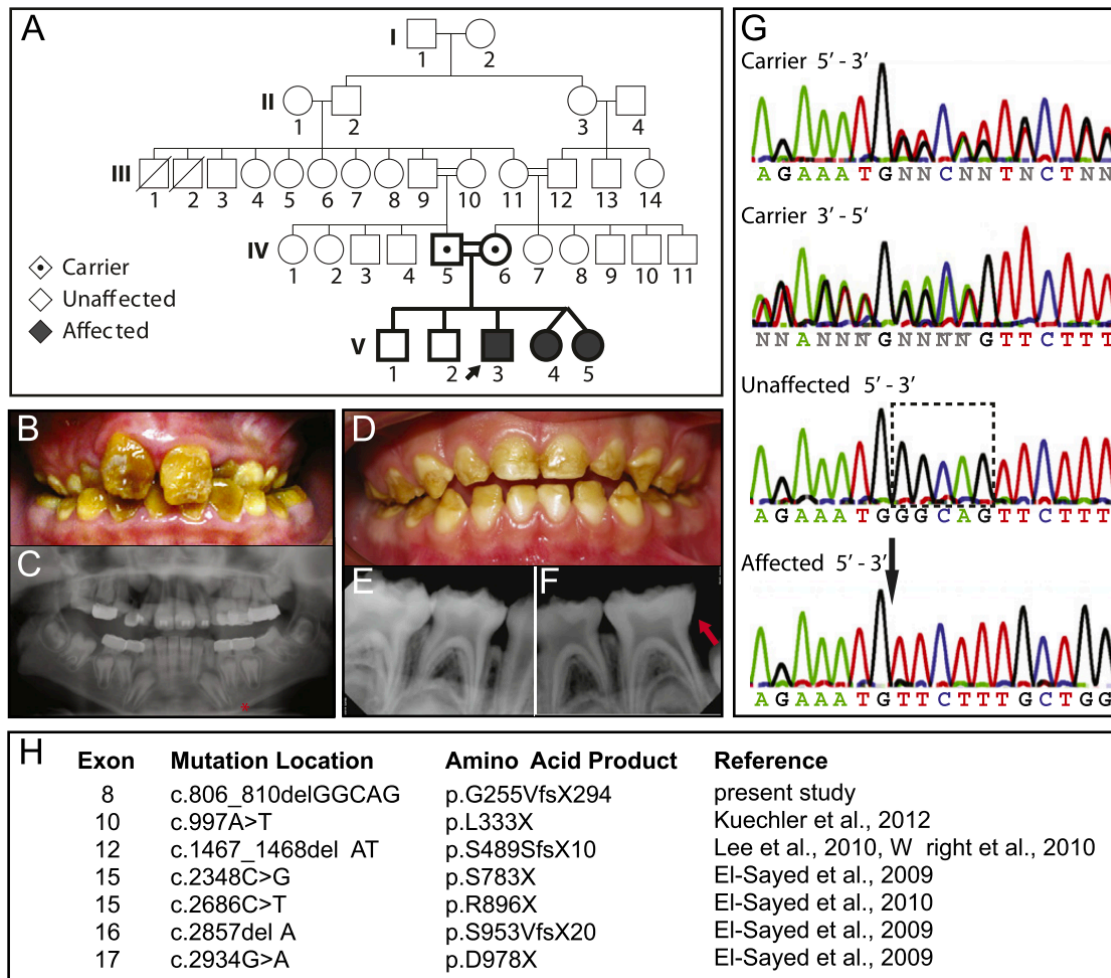 A
I
1 2
II
1 2 3 4
III
1 2 3 4 5 6 7 8 9 10 11 12 13 14
IV
1 2 3 4 5 6 7 8 9 10 11
Carrier
Unaffected
Affected
V
1 2 3 4 5
B
C
*
D
E
F
G
Carrier 5' - 3'
A G A A A T G N N C N N T N C T N N
Carrier 3' - 5'
N N A N N N G N N N N G T T C T T T
Unaffected 5' - 3'
A G A A A T G G G C A G T T C T T T
Affected 5' - 3'
A G A A A T G T T C T T T G C T G G
H
Exon Mutation Location Amino Acid Product Reference
8 c.806_810delGGCAG p.G255VfsX294 present study
10 c.997A>T p.L333X Kuechler et al., 2012
12 c.1467_1468del AT p.S489SfsX10 Lee et al., 2010, W right et al., 2010
15 c.2348C>G p.S783X El-Sayed et al., 2009
15 c.2686C>T p.R896X El-Sayed et al., 2010
16 c.2857del A p.S953VfsX20 El-Sayed et al., 2009
17 c.2934G>A p.D978X El-Sayed et al., 2009